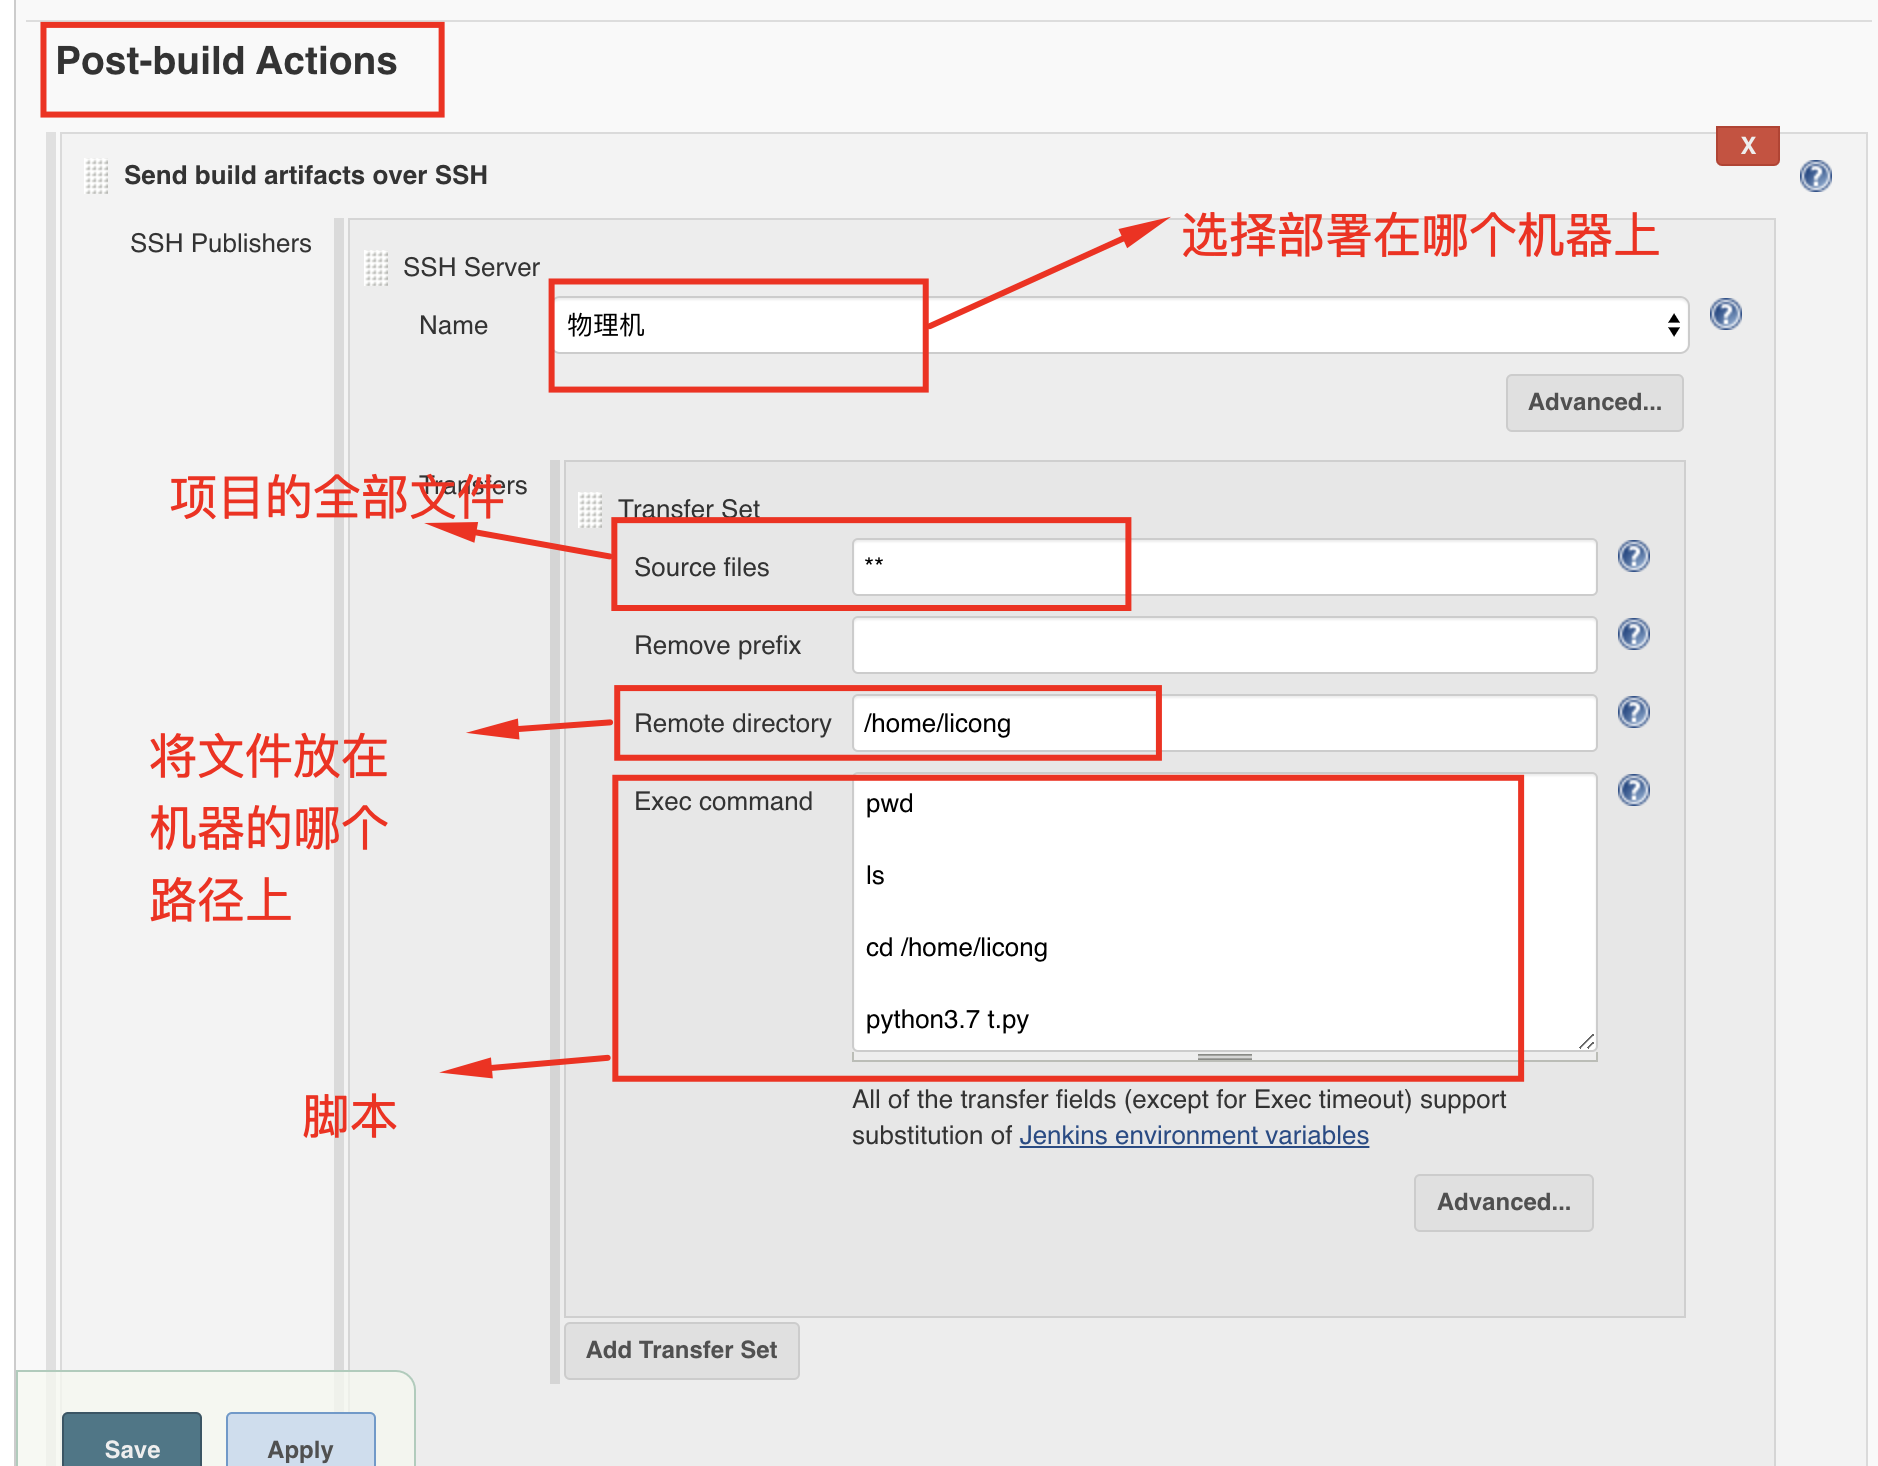 Post-build Actions
X
Send build artifacts over SSH
SSH Publishers
选择部署在哪个机器上
SSH Server
Name
物理机
Advanced...
Transfers
项目的全部文件
Transfer Set
Source files
**
Remove prefix
Remote directory
/home/licong
将文件放在
机器的哪个
路径上
Exec command
pwd
ls
cd /home/licong
python3.7 t.py
脚本
All of the transfer fields (except for Exec timeout) support
substitution of Jenkins environment variables
Advanced...
Add Transfer Set
Save
Apply